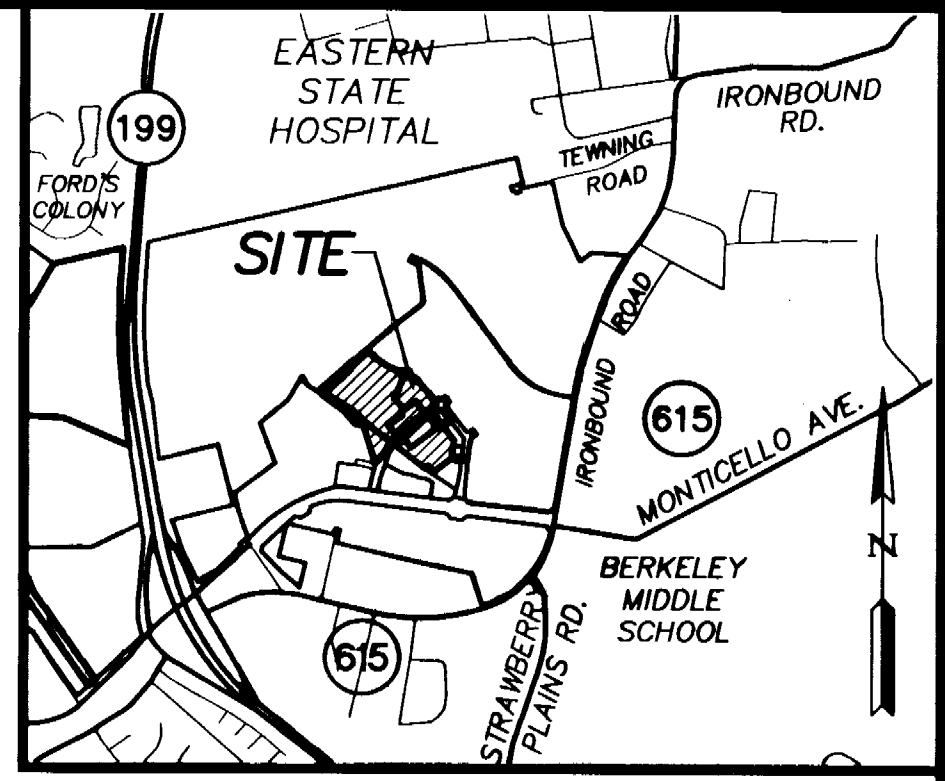 EASTERN
STATE
HOSPITAL
IRONBOUND
RD.
199
TEWNING
ROAD
FORD'S
COLONY
SITE
ROAD
IRONBOUND
615
MONTICELLO AVE.
N
BERKELEY
MIDDLE
SCHOOL
615
STRAWBERRY
PLAINS RD.